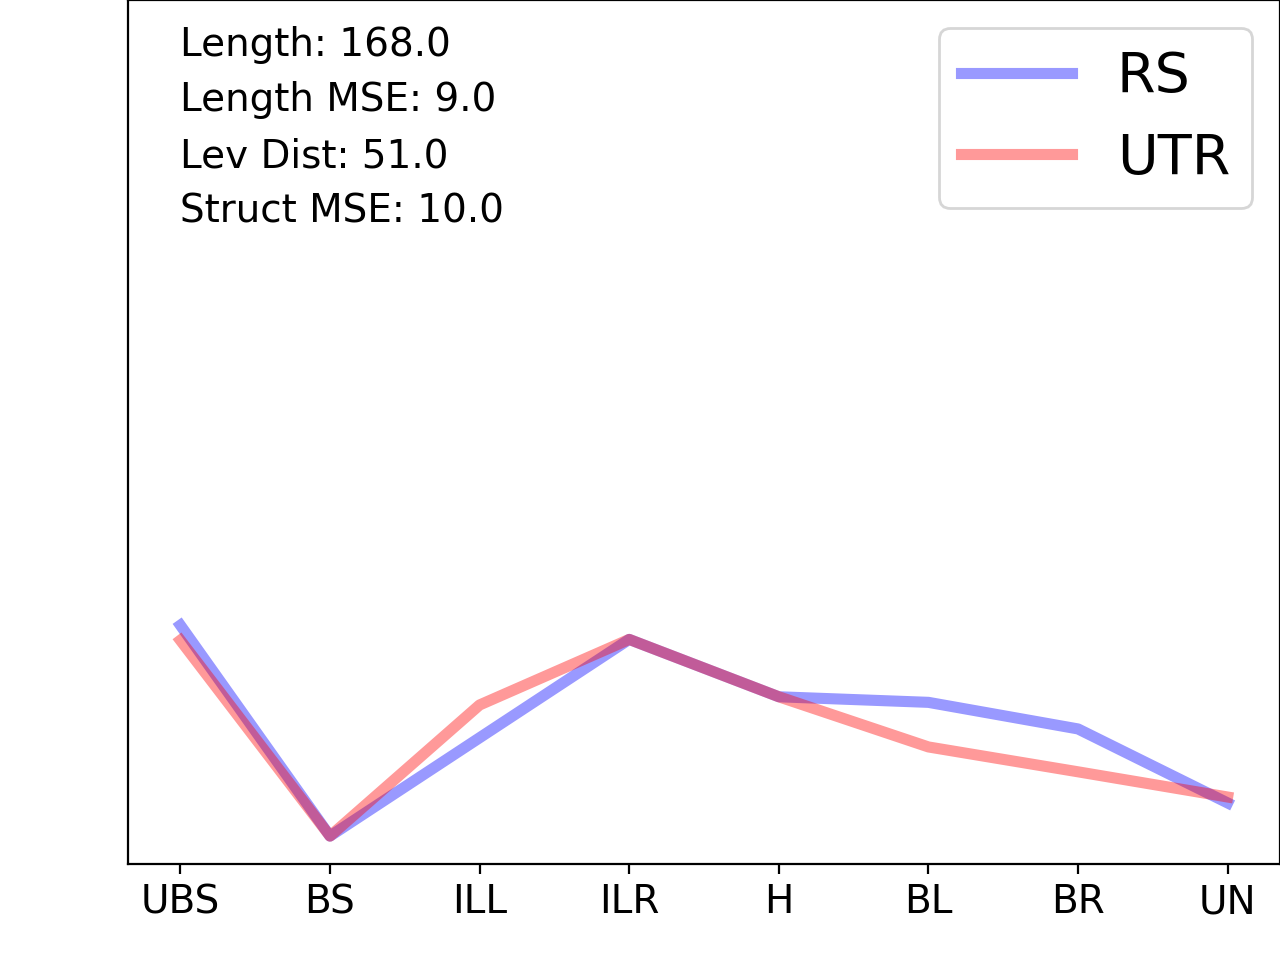 Length: 168.0
Length MSE: 9.0
Lev Dist: 51.0
Struct MSE: 10.0
RS
UTR
UBS BS ILL ILR H BL BR UN